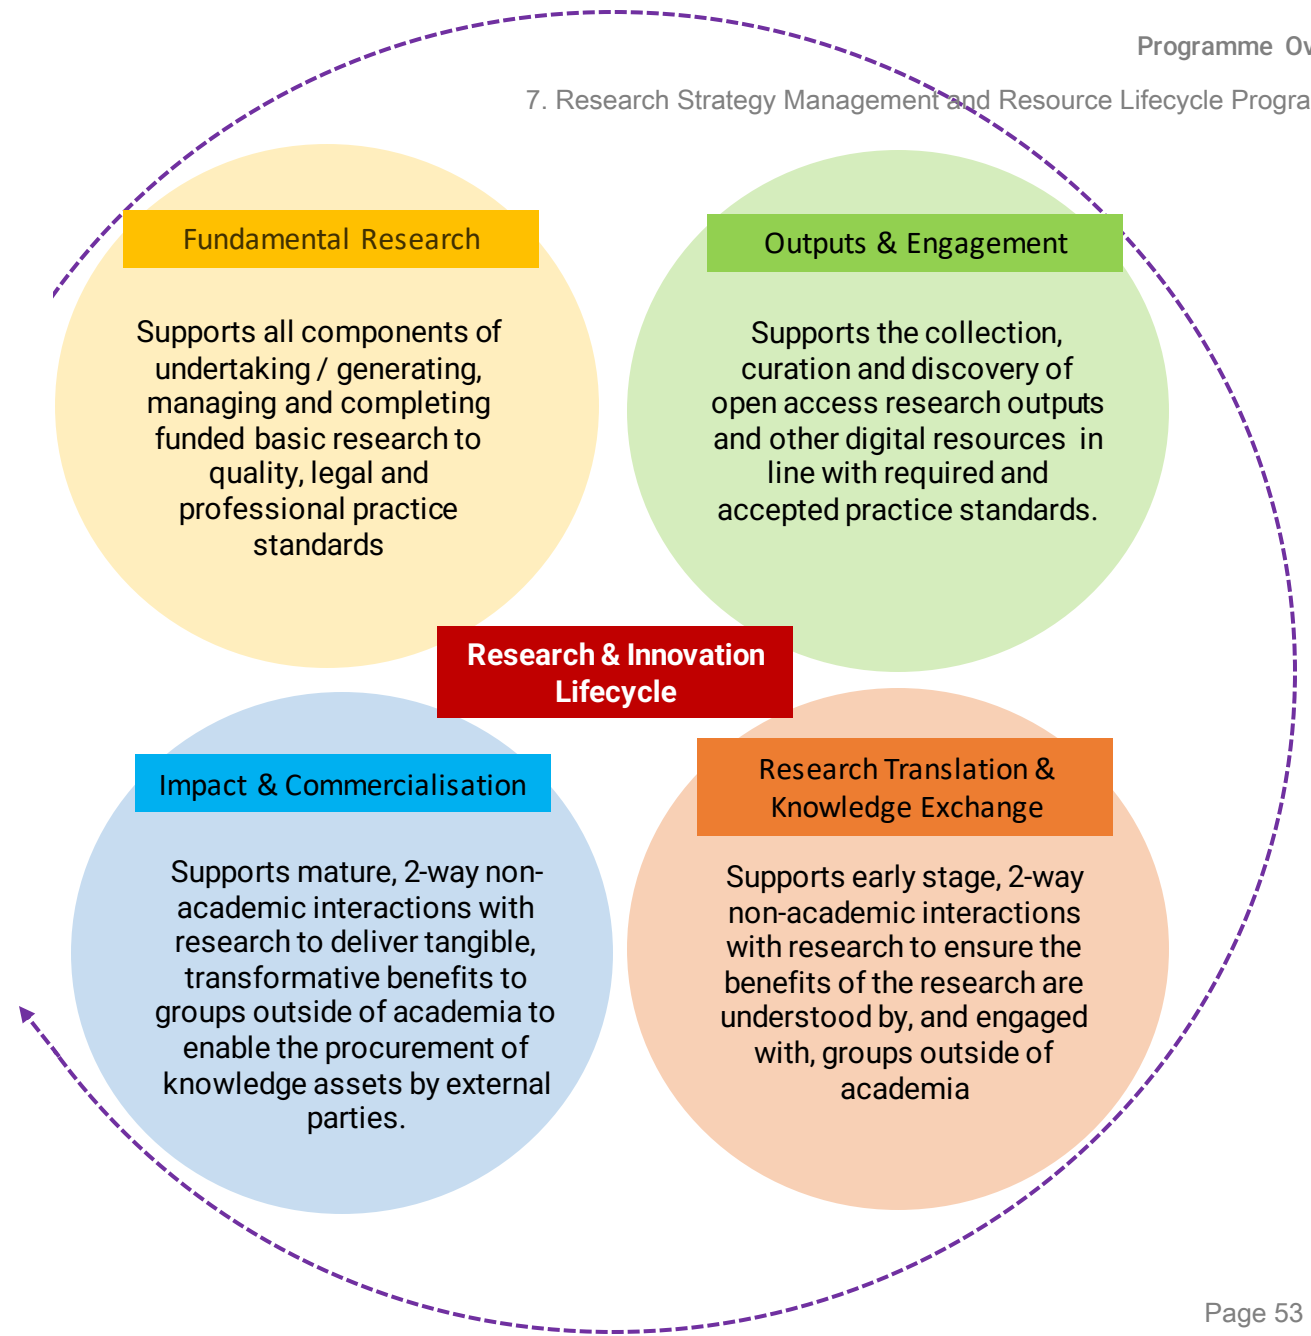 Programme Ov
7. Research Strategy Management and Resource Lifecycle Progra
Fundamental Research
Supports all components of
undertaking / generating,
managing and completing
funded basic research to
quality, legal and
professional practice
standards
Outputs & Engagement
Supports the collection,
curation and discovery of
open access research outputs
and other digital resources in
line with required and
accepted practice standards.
Research & Innovation
Lifecycle
Impact & Commercialisation
Supports mature, 2-way non-
academic interactions with
research to deliver tangible,
transformative benefits to
groups outside of academia to
enable the procurement of
knowledge assets by external
parties.
Research Translation &
Knowledge Exchange
Supports early stage, 2-way
non-academic interactions
with research to ensure the
benefits of the research are
understood by, and engaged
with, groups outside of
academia
Page 53